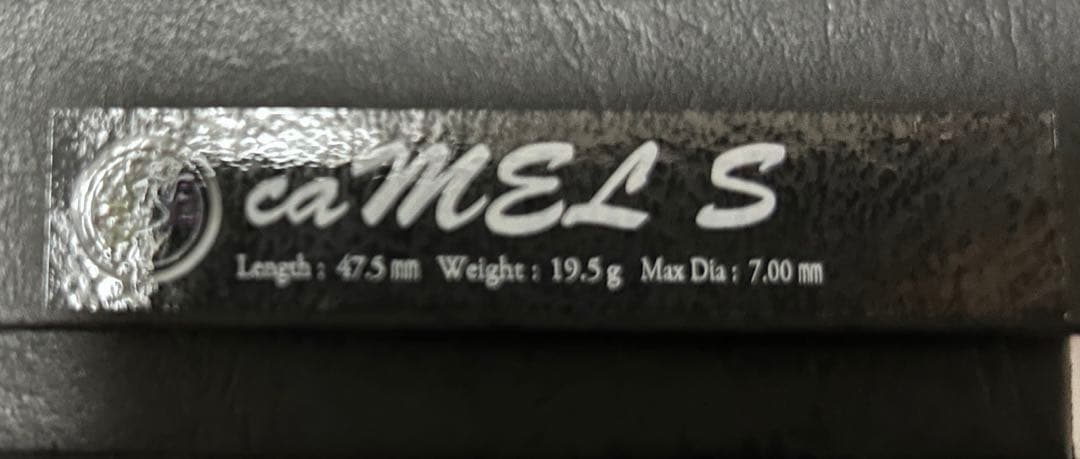 caMEL S
Length : 47.5 ㎜ Weight : 19.5 g Max Dia : 7.00 ㎜